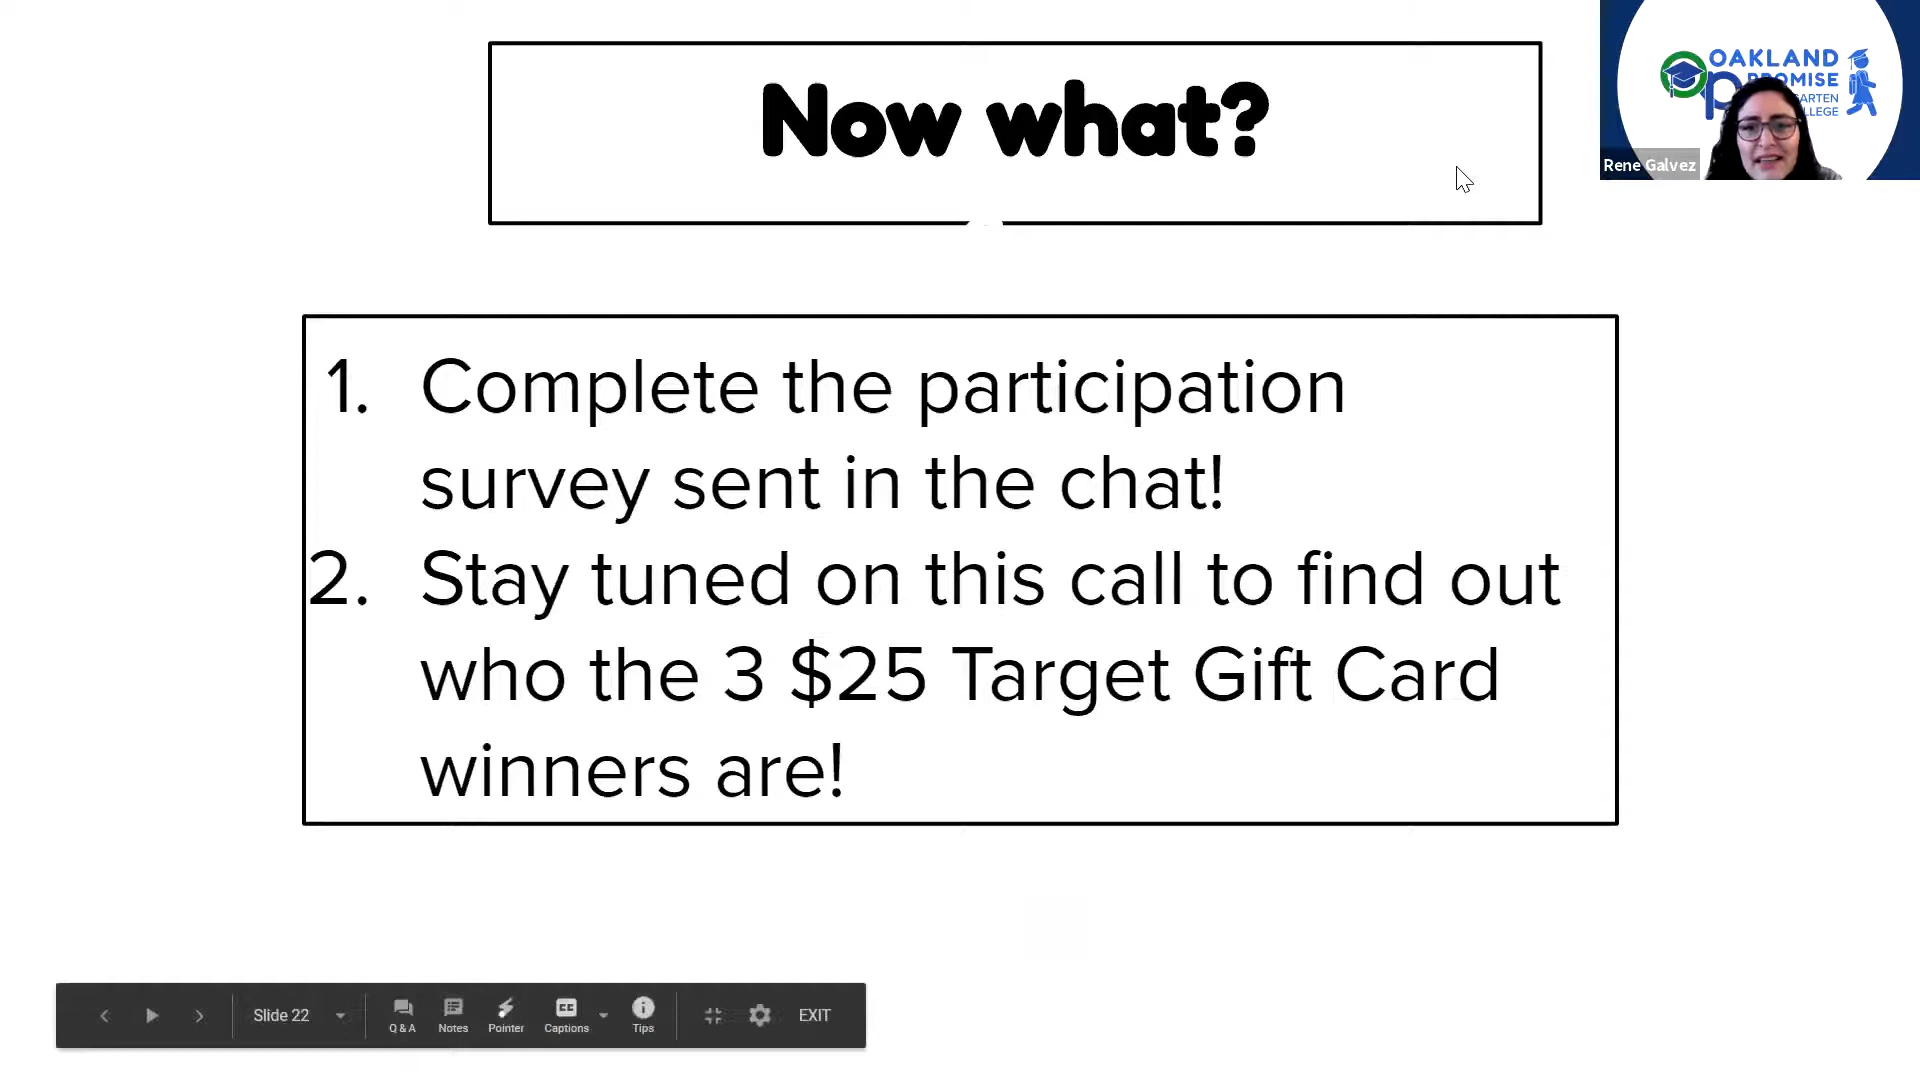 Now what?
OAKLAND
PROMISE
Rene Galvez
1. Complete the participation
survey sent in the chat!
2. Stay tuned on this call to find out
who the 3 $25 Target Gift Card
winners are!
Slide 22
Q & A
Notes
Pointer
CC
Captions
Tips
EXIT